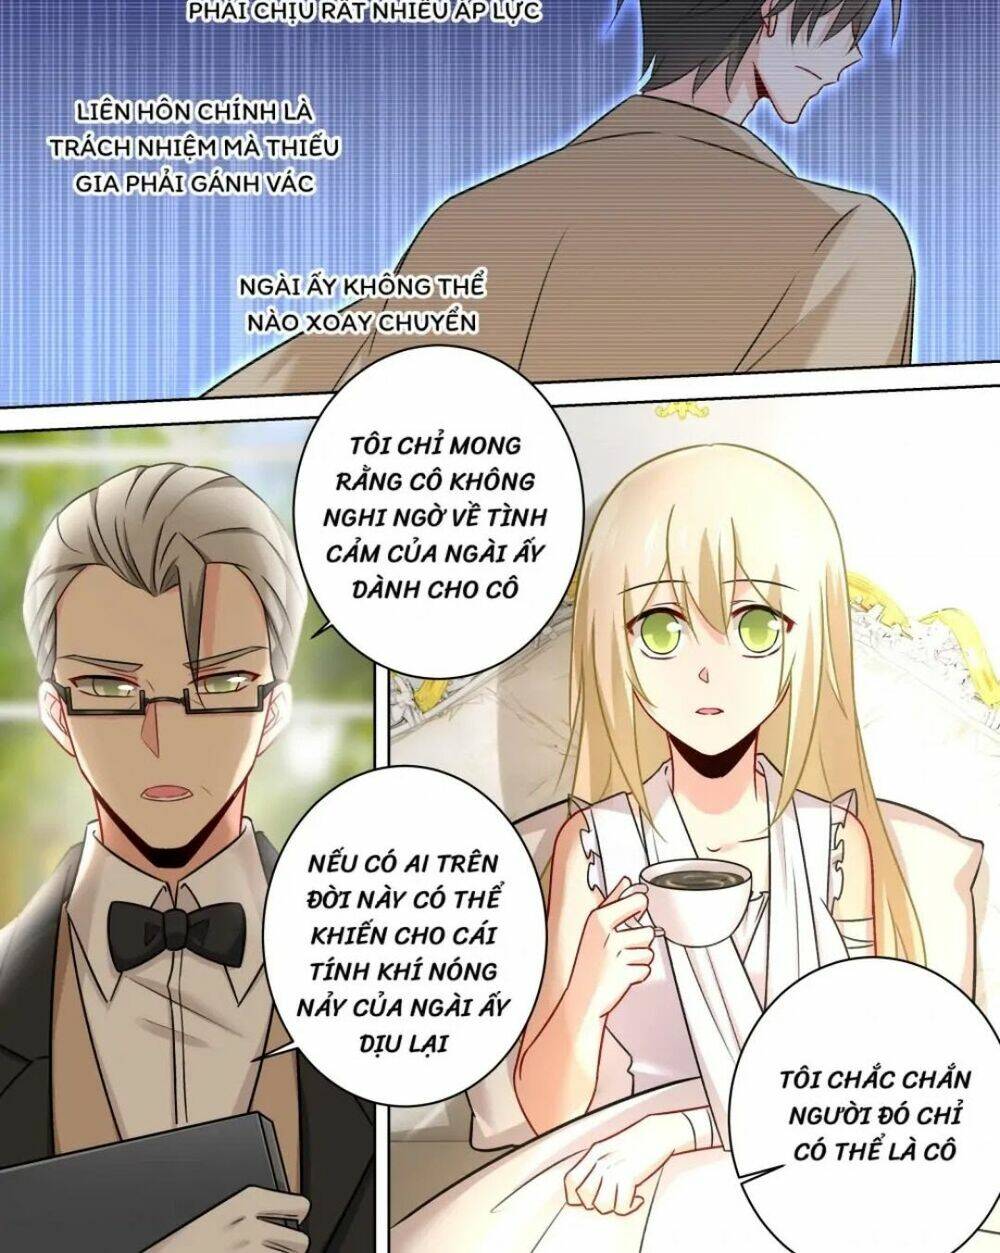 PHẢI CHỊU RẤT NHIỀU ÁP LỰC
LIÊN HÔN CHÍNH LÀ
TRÁCH NHIỆM MÀ THIẾU
GIA PHẢI GÁNH VÁC
NGÀI ẤY KHÔNG THỂ
NÀO XOAY CHUYỂN
TÔI CHỈ MONG
RẰNG CÔ KHÔNG
NGHI NGỜ VỀ TÌNH
CẢM CỦA NGÀI ẤY
DÀNH CHO CÔ
NẾU CÓ AI TRÊN
ĐỜI NÀY CÓ THỂ
KHIẾN CHO CÁI
TÍNH KHÍ NÓNG
NẢY CỦA NGÀI ẤY
DỊU LẠI
TÔI CHẮC CHẮN
NGƯỜI ĐÓ CHỈ
CÓ THỂ LÀ CÔ